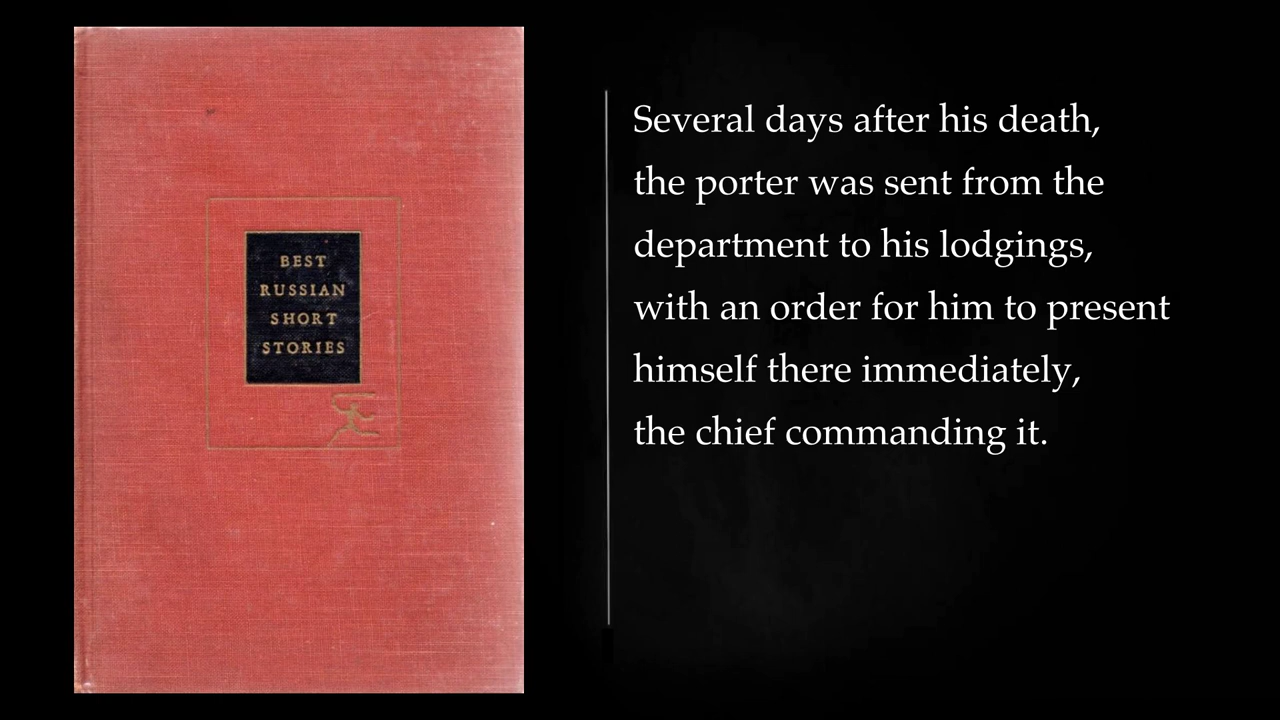 BEST
RUSSIAN
SHORT
STORIES
Several days after his death,
the porter was sent from the
department to his lodgings,
with an order for him to present
himself there immediately,
the chief commanding it.